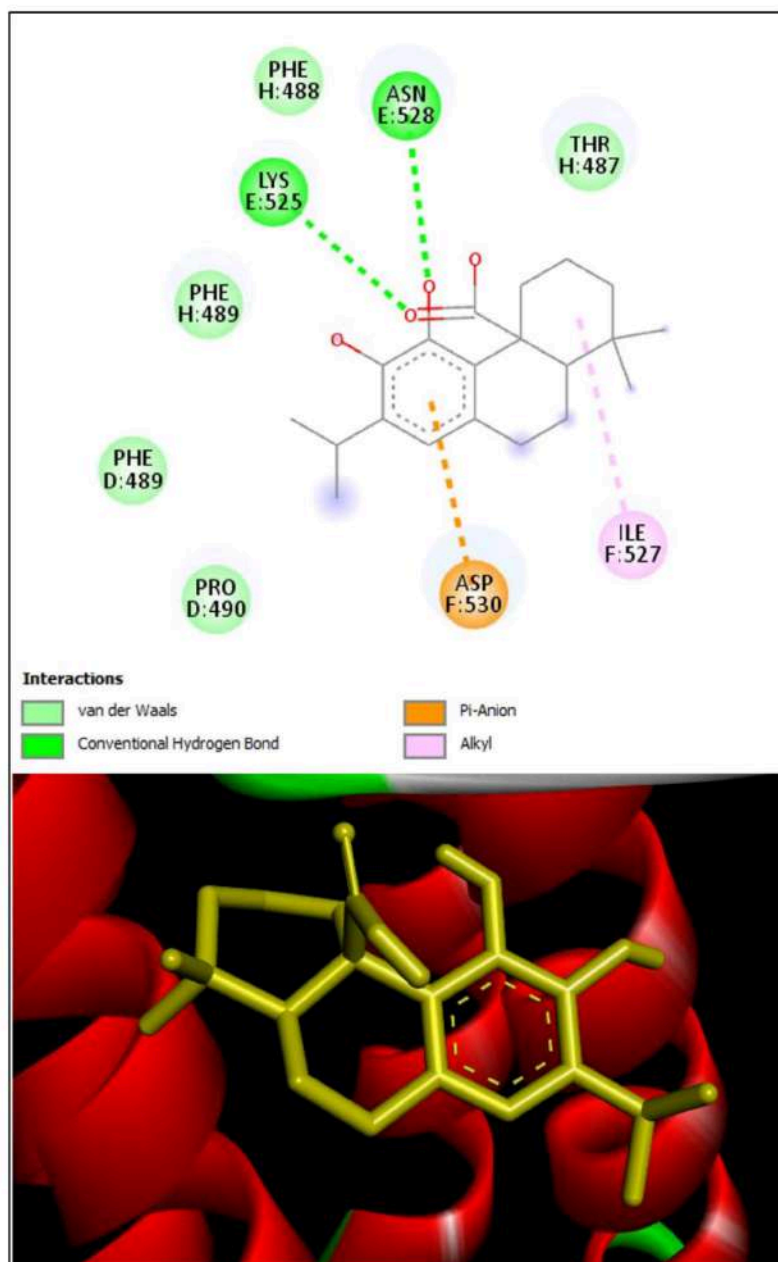 PHE
H:488
ASN
E:528
THR
H:487
LYS
E:525
O
O
PHE
H:489
O
O
PHE
D:489
ILE
F:527
PRO
D:490
ASP
F:530
Interactions
van der Waals
Pi-Anion
Conventional Hydrogen Bond
Alkyl